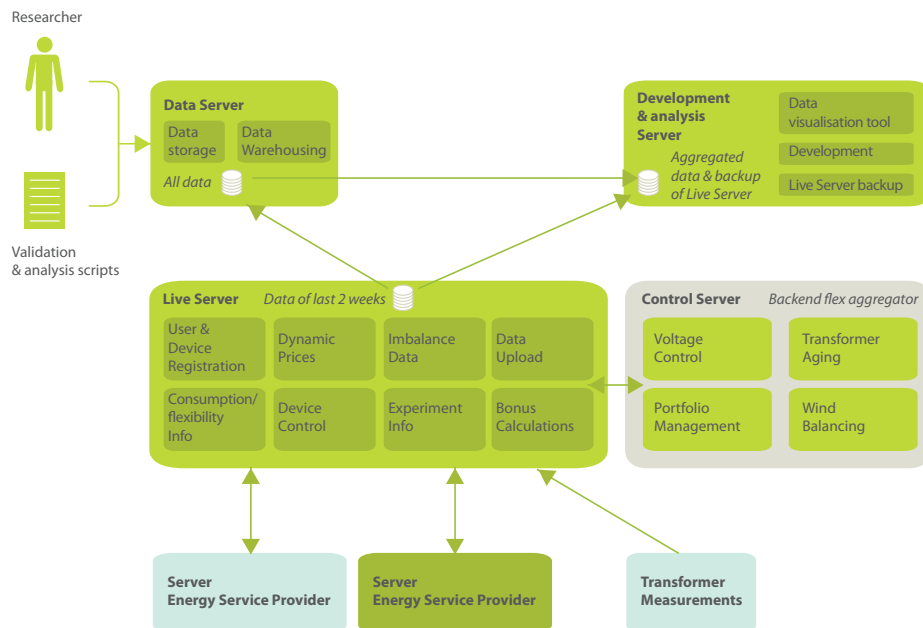 Researcher
Validation
& analysis scripts
Data Server
Data
storage
Data
Warehousing
All data
Development
& analysis
Server
Aggregated
data & backup
of Live Server
Data
visualisation tool
Development
Live Server backup
Live Server
Data of last 2 weeks
User &
Device
Registration
Dynamic
Prices
Imbalance
Data
Data
Upload
Consumption/
flexibility
Info
Device
Control
Experiment
Info
Bonus
Calculations
Control Server
Backend flex aggregator
Voltage
Control
Transformer
Aging
Portfolio
Management
Wind
Balancing
Server
Energy Service Provider
Server
Energy Service Provider
Transformer
Measurements